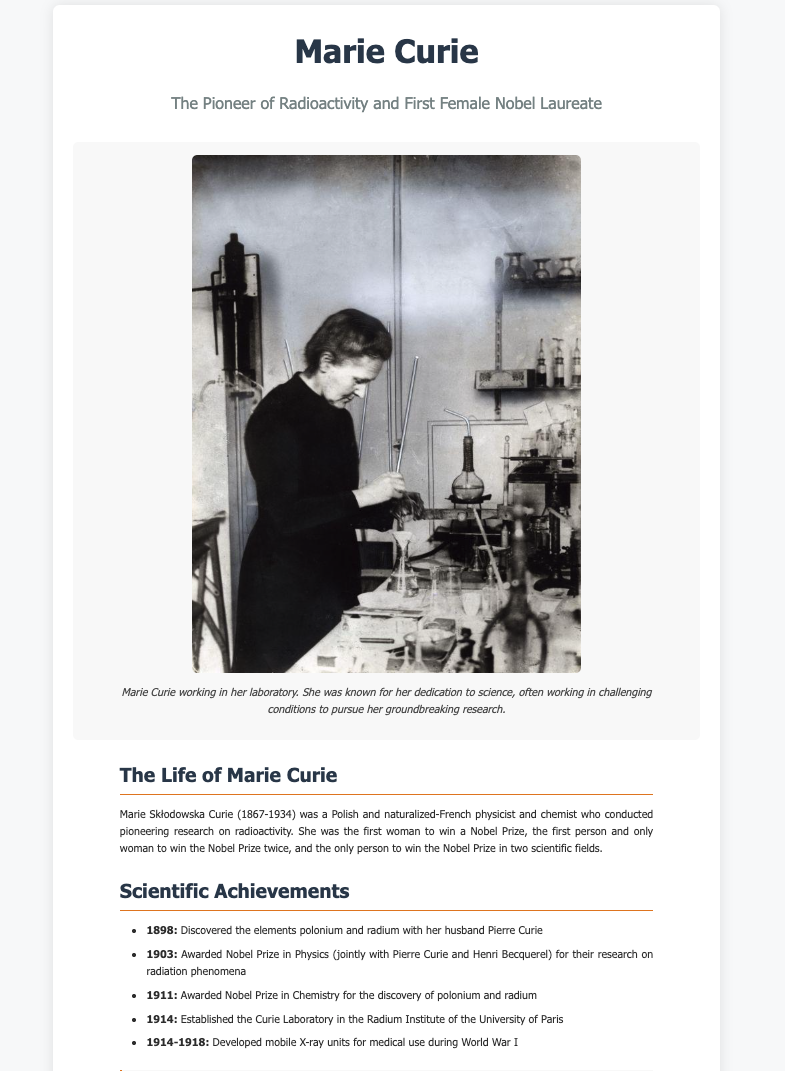 Marie Curie
The Pioneer of Radioactivity and First Female Nobel Laureate
Marie Curie working in her laboratory. She was known for her dedication to science, often working in challenging
conditions to pursue her groundbreaking research.
The Life of Marie Curie
Marie Skłodowska Curie (1867-1934) was a Polish and naturalized-French physicist and chemist who conducted
pioneering research on radioactivity. She was the first woman to win a Nobel Prize, the first person and only
woman to win the Nobel Prize twice, and the only person to win the Nobel Prize in two scientific fields.
Scientific Achievements
• 1898: Discovered the elements polonium and radium with her husband Pierre Curie
• 1903: Awarded Nobel Prize in Physics (jointly with Pierre Curie and Henri Becquerel) for their research on
radiation phenomena
• 1911: Awarded Nobel Prize in Chemistry for the discovery of polonium and radium
• 1914: Established the Curie Laboratory in the Radium Institute of the University of Paris
• 1914-1918: Developed mobile X-ray units for medical use during World War I